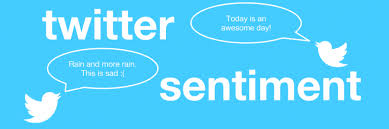 twitter
Today is an
awesome day!
Rain and more rain.
This is sad :(
sentiment